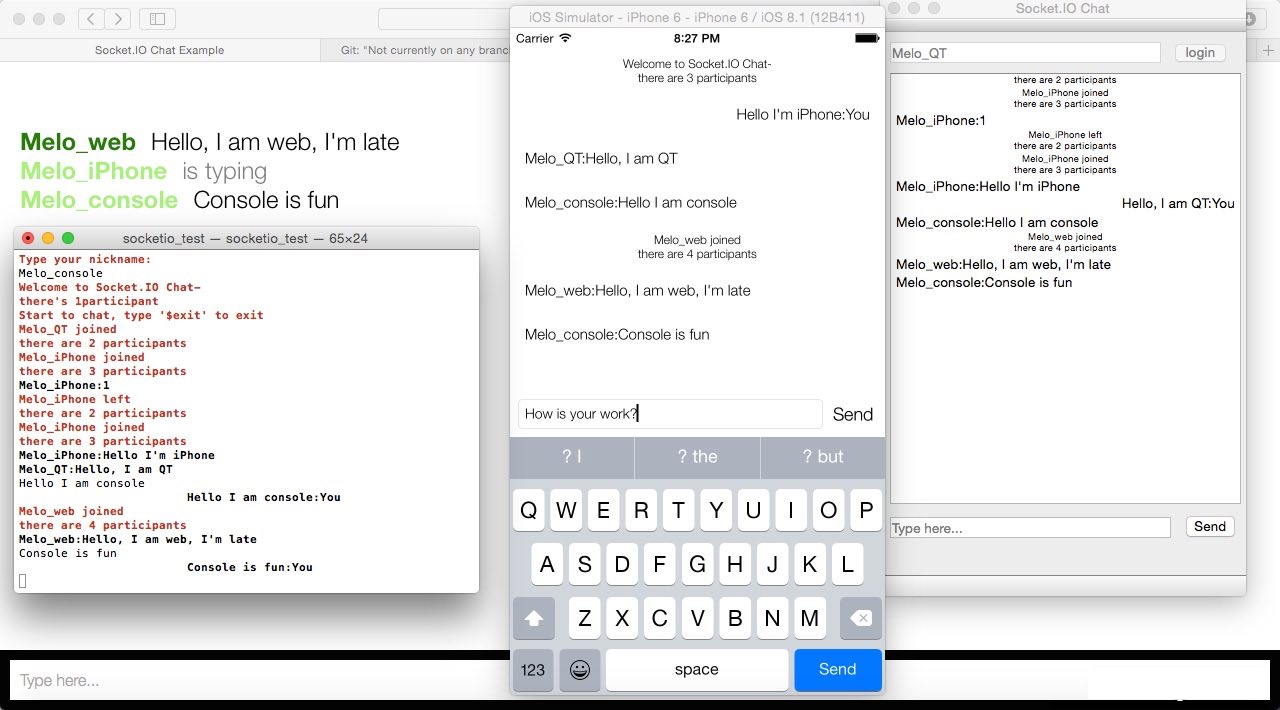 Socket.IO Chat Example
Git: "Not currently on any branc
Melo_web Hello, I am web, I'm late
Melo_iPhone is typing
Melo_console Console is fun
socketio_test — socketio_test — 65×24
Type your nickname:
Melo_console
Welcome to Socket.IO Chat-
there's 1participant
Start to chat, type '$exit' to exit
Melo_QT joined
there are 2 participants
Melo_iPhone joined
there are 3 participants
Melo_iPhone:1
Melo_iPhone left
there are 2 participants
Melo_iPhone joined
there are 3 participants
Melo_iPhone:Hello I'm iPhone
Melo_QT:Hello, I am QT
Hello I am console
Hello I am console:You
Melo_web joined
there are 4 participants
Melo_web:Hello, I am web, I'm late
Console is fun
Console is fun:You
Type here...
iOS Simulator - iPhone 6 - iPhone 6 / iOS 8.1 (12B411)
Carrier 8:27 PM
Welcome to Socket.IO Chat-
there are 3 participants
Hello I'm iPhone:You
Melo_QT:Hello, I am QT
Melo_console:Hello I am console
Melo_web joined
there are 4 participants
Melo_web:Hello, I am web, I'm late
Melo_console:Console is fun
How is your work? Send
? I ? the ? but
Q W E R T Y U I O P
A S D F G H J K L
Z X C V B N M
123 space Send
Socket.IO Chat
Melo_QT login
there are 2 participants
Melo_iPhone joined
there are 3 participants
Melo_iPhone:1
Melo_iPhone left
there are 2 participants
Melo_iPhone joined
there are 3 participants
Melo_iPhone:Hello I'm iPhone
Hello, I am QT:You
Melo_console:Hello I am console
Melo_web joined
there are 4 participants
Melo_web:Hello, I am web, I'm late
Melo_console:Console is fun
Type here... Send